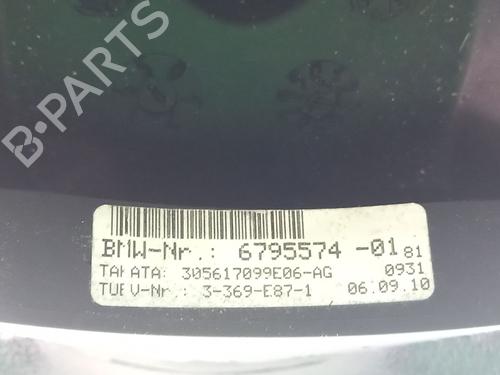 B-PARTS
BMW-Nr.: 6795574 -01 81
TAKATA: 305617099E06-AG 0931
TUEV-Nr.: 3-369-E87-1 06.09.10